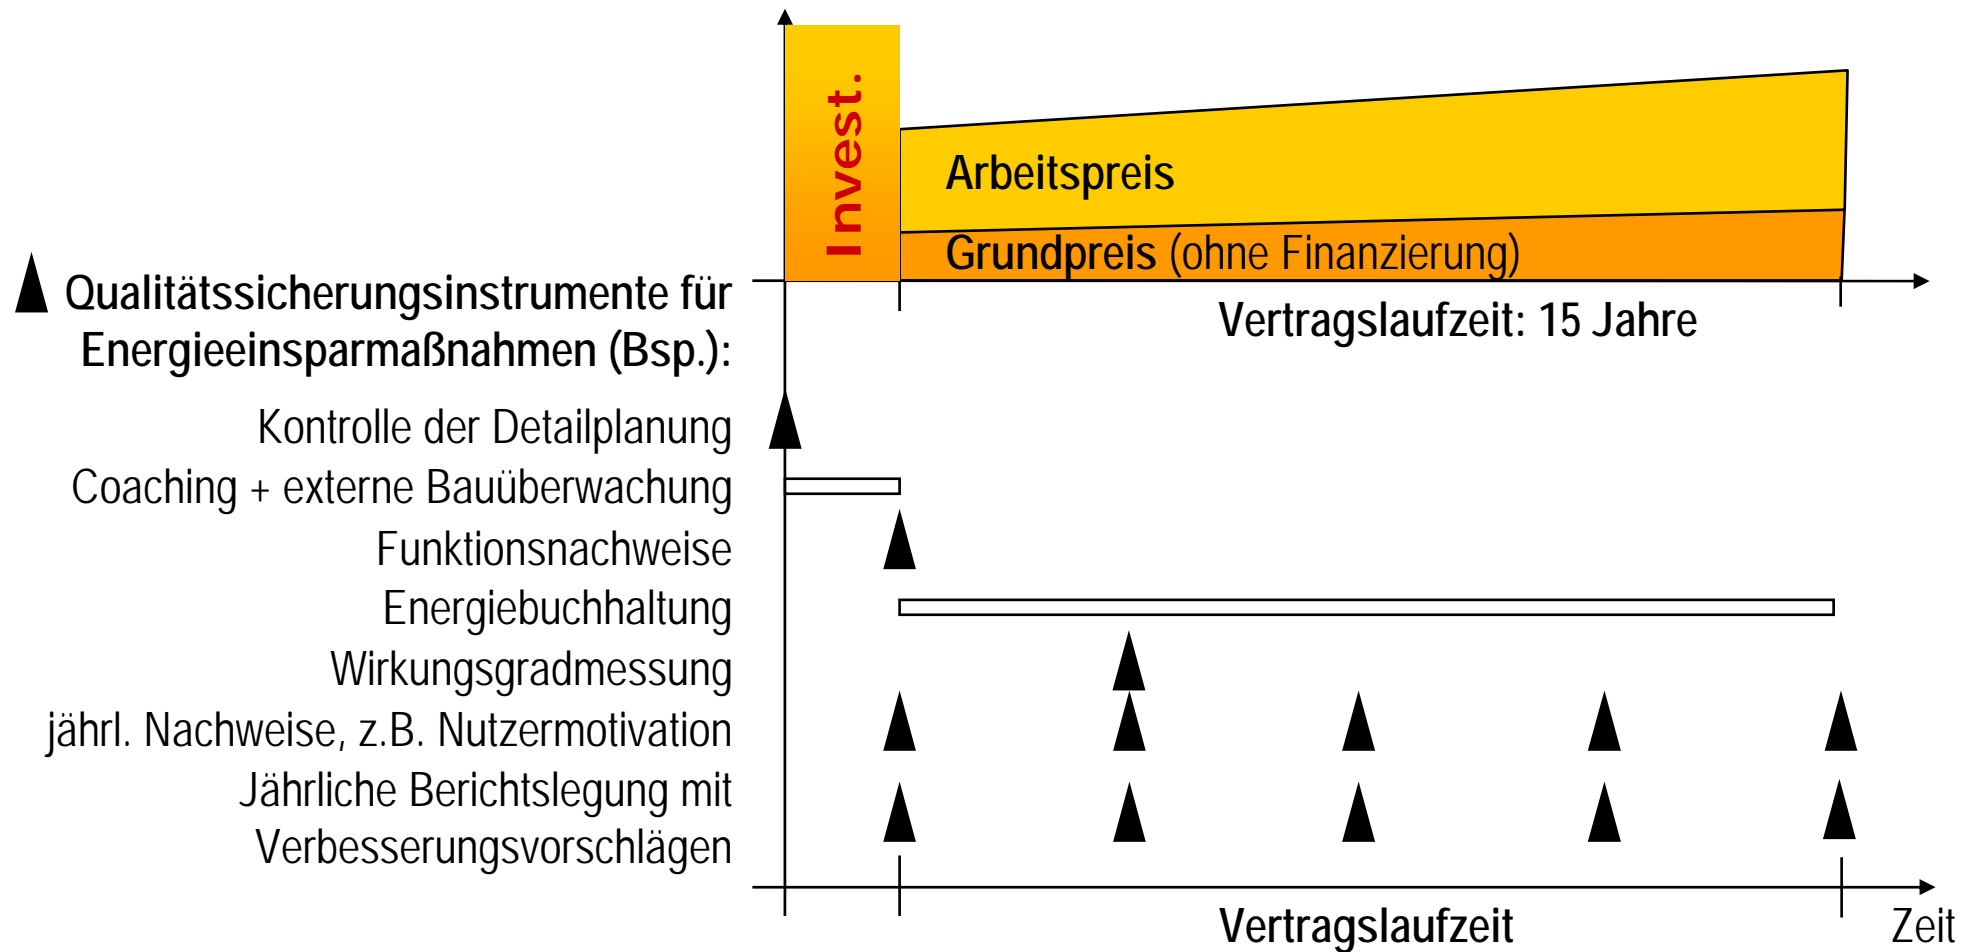 Invest.
Arbeitspreis
Grundpreis (ohne Finanzierung)
Vertragslaufzeit: 15 Jahre
Qualitätssicherungsinstrumente für
Energieeinsparmaßnahmen (Bsp.):
Kontrolle der Detailplanung
Coaching + externe Bauüberwachung
Funktionsnachweise
Energiebuchhaltung
Wirkungsgradmessung
jährl. Nachweise, z.B. Nutzermotivation
Jährliche Berichtslegung mit
Verbesserungsvorschlägen
Vertragslaufzeit
Zeit